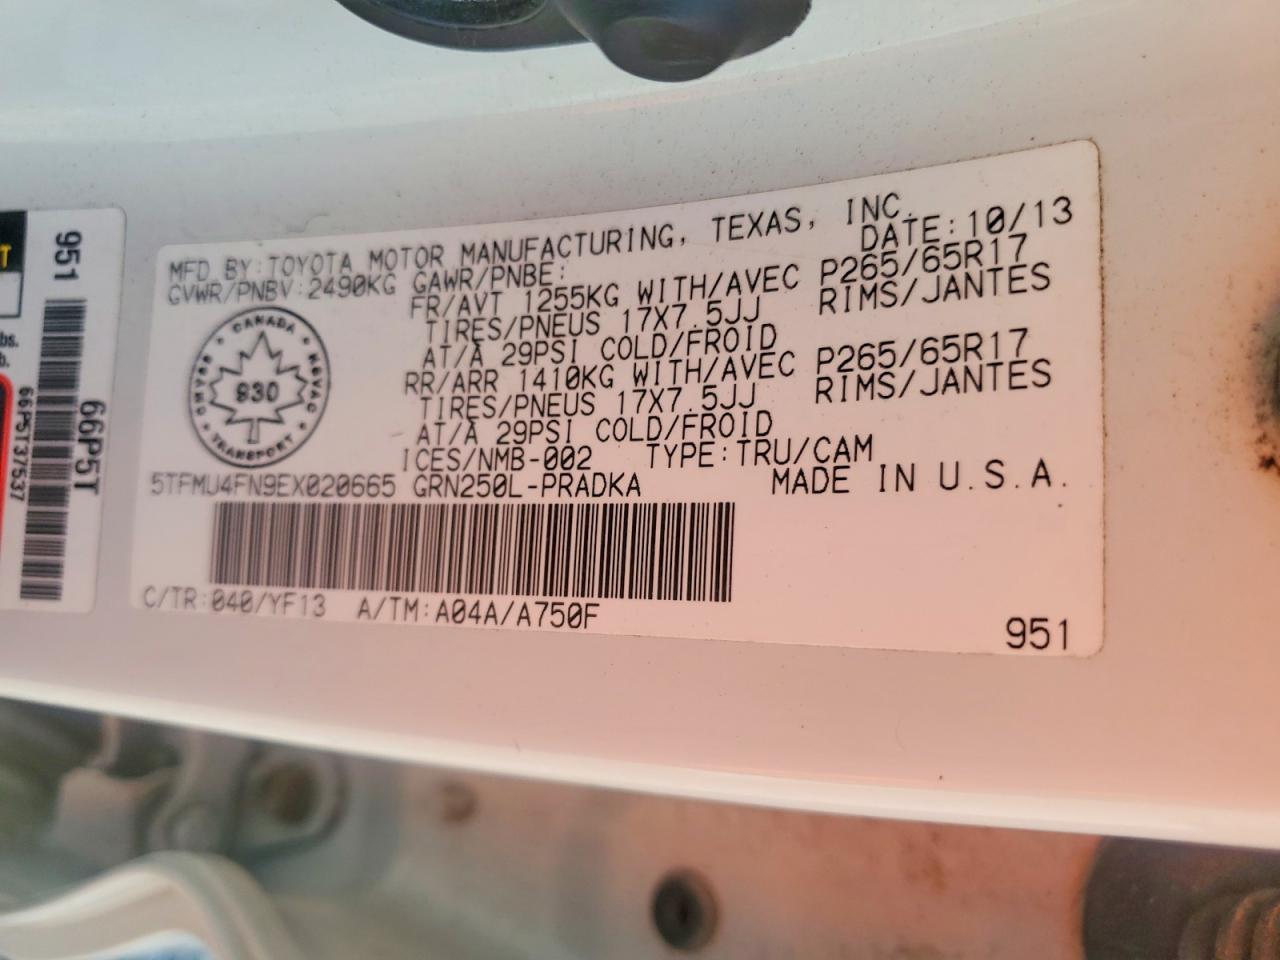 MFD BY:TOYOTA MOTOR MANUFACTURING, TEXAS, INC.
DATE:10/13
GVWR/PNBV:2490KG GAWR/PNBE:
FR/AVT 1255KG WITH/AVEC P265/65R17
TIRES/PNEUS 17X7.5JJ RIMS/JANTES
AT/À 29PSI COLD/FROID
RR/ARR 1410KG WITH/AVEC P265/65R17
TIRES/PNEUS 17X7.5JJ RIMS/JANTES
AT/À 29PSI COLD/FROID
ICES/NMB-002 TYPE:TRU/CAM
5TFMU4FN9EX020665 GRN250L-PRADKA MADE IN U.S.A.
C/TR:040/YF13 A/TM:A04A/A750F
951
CANADA
930
TRANSPORT
951
66P5T
66P5T37537
T
bs.
b.